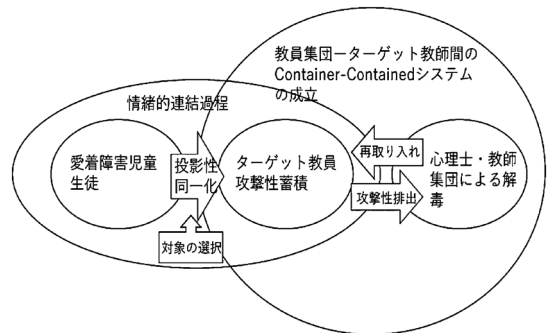 教員集団ーターゲット教師間の
Container-Containedシステム
の成立
情緒的連結過程
愛着障害児童
生徒
投影性
同一化
ターゲット教員
攻撃性蓄積
再取り入れ
攻撃性排出
心理士・教師
集団による解
毒
対象の選択